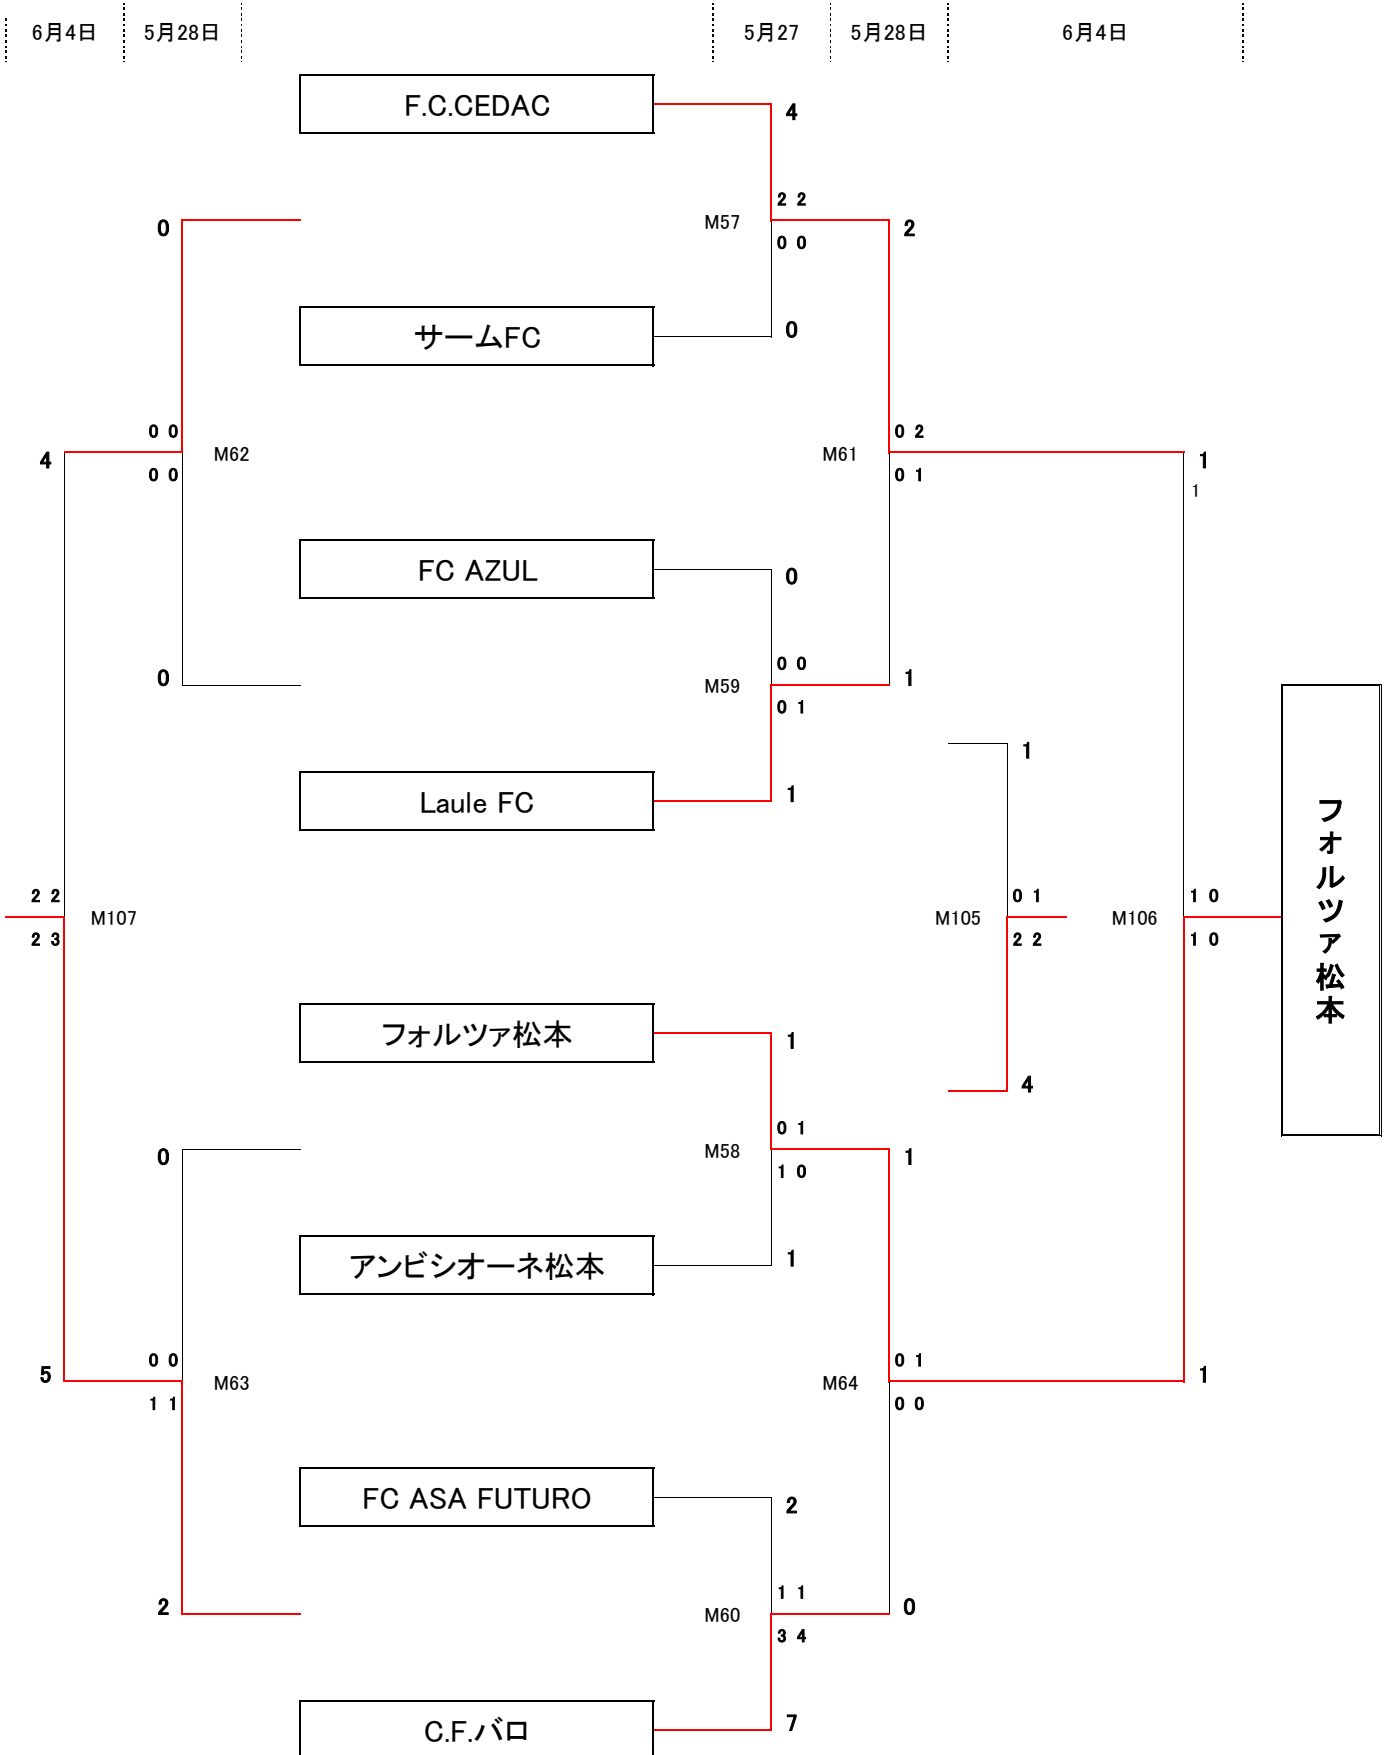 6月4日 5月28日 5月27 5月28日 6月4日
F.C.CEDAC 4
2 2
0 M57 2
0 0
サームFC 0
0 0 0 2
4 M62 M61 1
0 0 0 1 1
FC AZUL 0
0 0
0 M59 1
0 1
1
Laule FC 1
フォルツァ松本
2 2 0 1 1 0
M107 M105 M106
2 3 2 2 1 0
フォルツァ松本 1
4
0 1
0 M58 1
1 0
アンビシオーネ松本 1
0 0 0 1
5 M63 M64 1
1 1 0 0
FC ASA FUTURO 2
1 1
2 M60 0
3 4
C.F.バロ 7